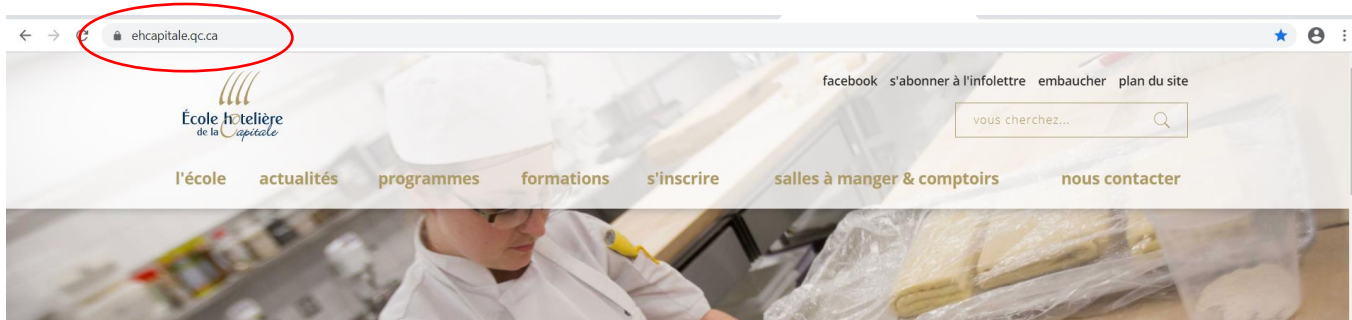 ehcapitale.qc.ca
facebook s'abonner à l'infolettre embaucher plan du site
École hôtelière
de la Capitale
vous cherchez...
l'école actualités programmes formations s'inscrire salles à manger & comptoirs nous contacter